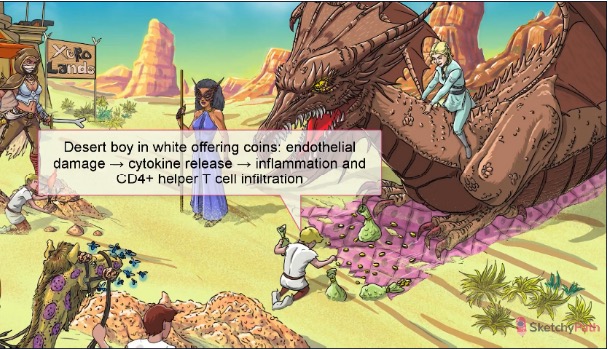 Xero
Lands
Desert boy in white offering coins: endothelial
damage → cytokine release → inflammation and
CD4+ helper T cell infiltration
SketchyPath